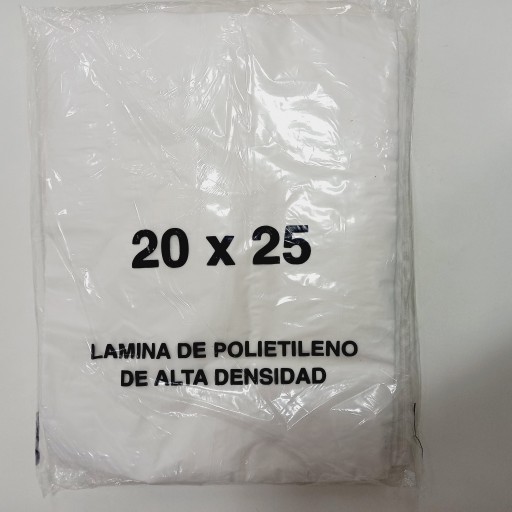 20 x 25
LAMINA DE POLIETILENO
DE ALTA DENSIDAD